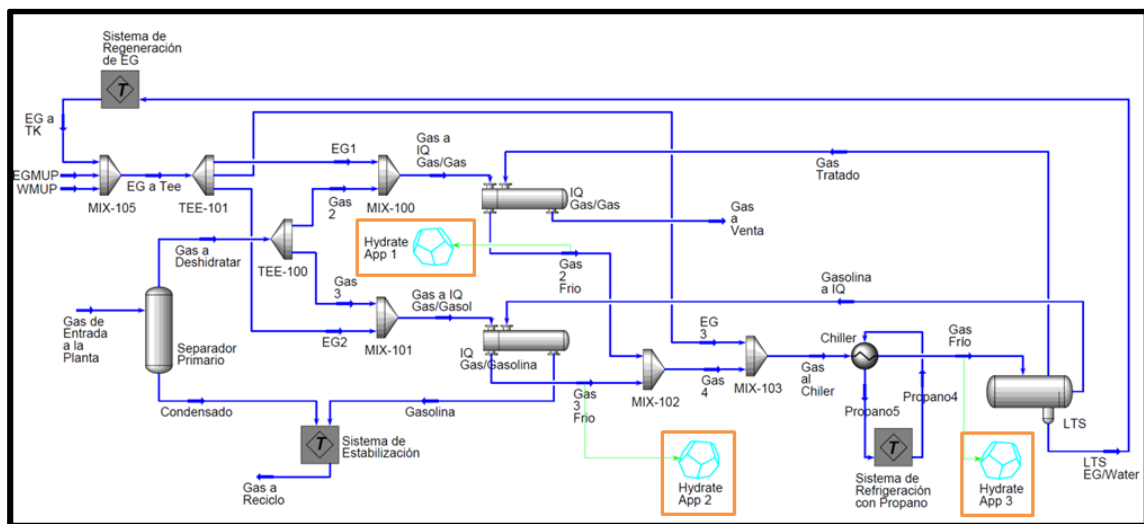 Sistema de
Regeneración
de EG
T
EG a
TK
EGMUP
WMUP
MIX-105
EG a Tee
TEE-101
EG1
Gas
2
MIX-100
Gas a
IQ
Gas/Gas
IQ
Gas/Gas
Gas
Tratado
Gas
a
Venta
Hydrate
App 1
Gas
2
Frio
Gas a
Deshidratar
TEE-100
Gas
3
Gas a IQ
Gas/Gasol
EG2
MIX-101
IQ
Gas/Gasolina
Gasolina
a IQ
Gas de
Entrada
a la
Planta
Separador
Primario
Condensado
Gasolina
Gas
3
Frio
MIX-102
EG
3
Gas
4
MIX-103
Gas
al
Chiler
Chiller
Gas
Frío
Propano5
Propano4
LTS
T
Sistema de
Estabilización
Gas a
Reciclo
Hydrate
App 2
T
Sistema de
Refrigeración
con Propano
Hydrate
App 3
LTS
EG/Water